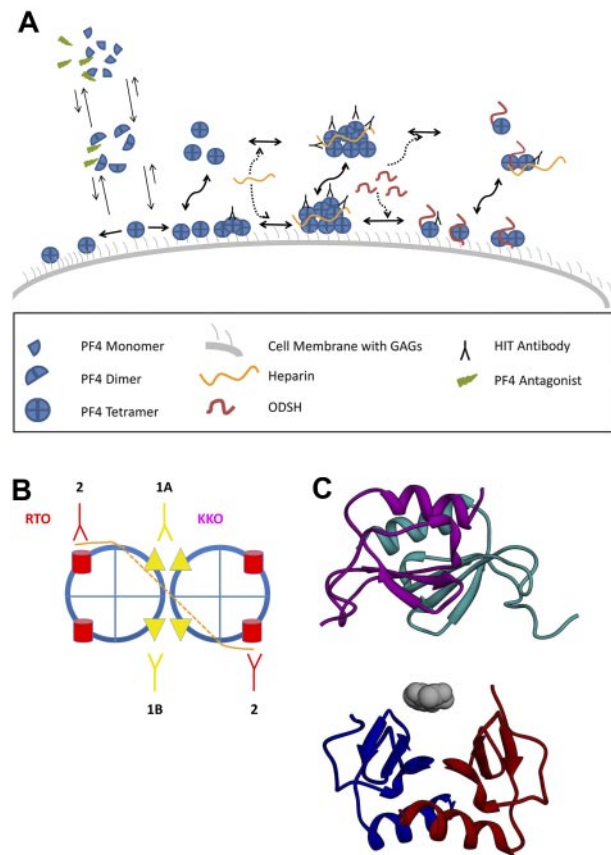 A
PF4 Monomer
Cell Membrane with GAGs
HIT Antibody
PF4 Dimer
Heparin
PF4 Antagonist
PF4 Tetramer
ODSH
B
C
2
1A
RTO
KKO
1B
2